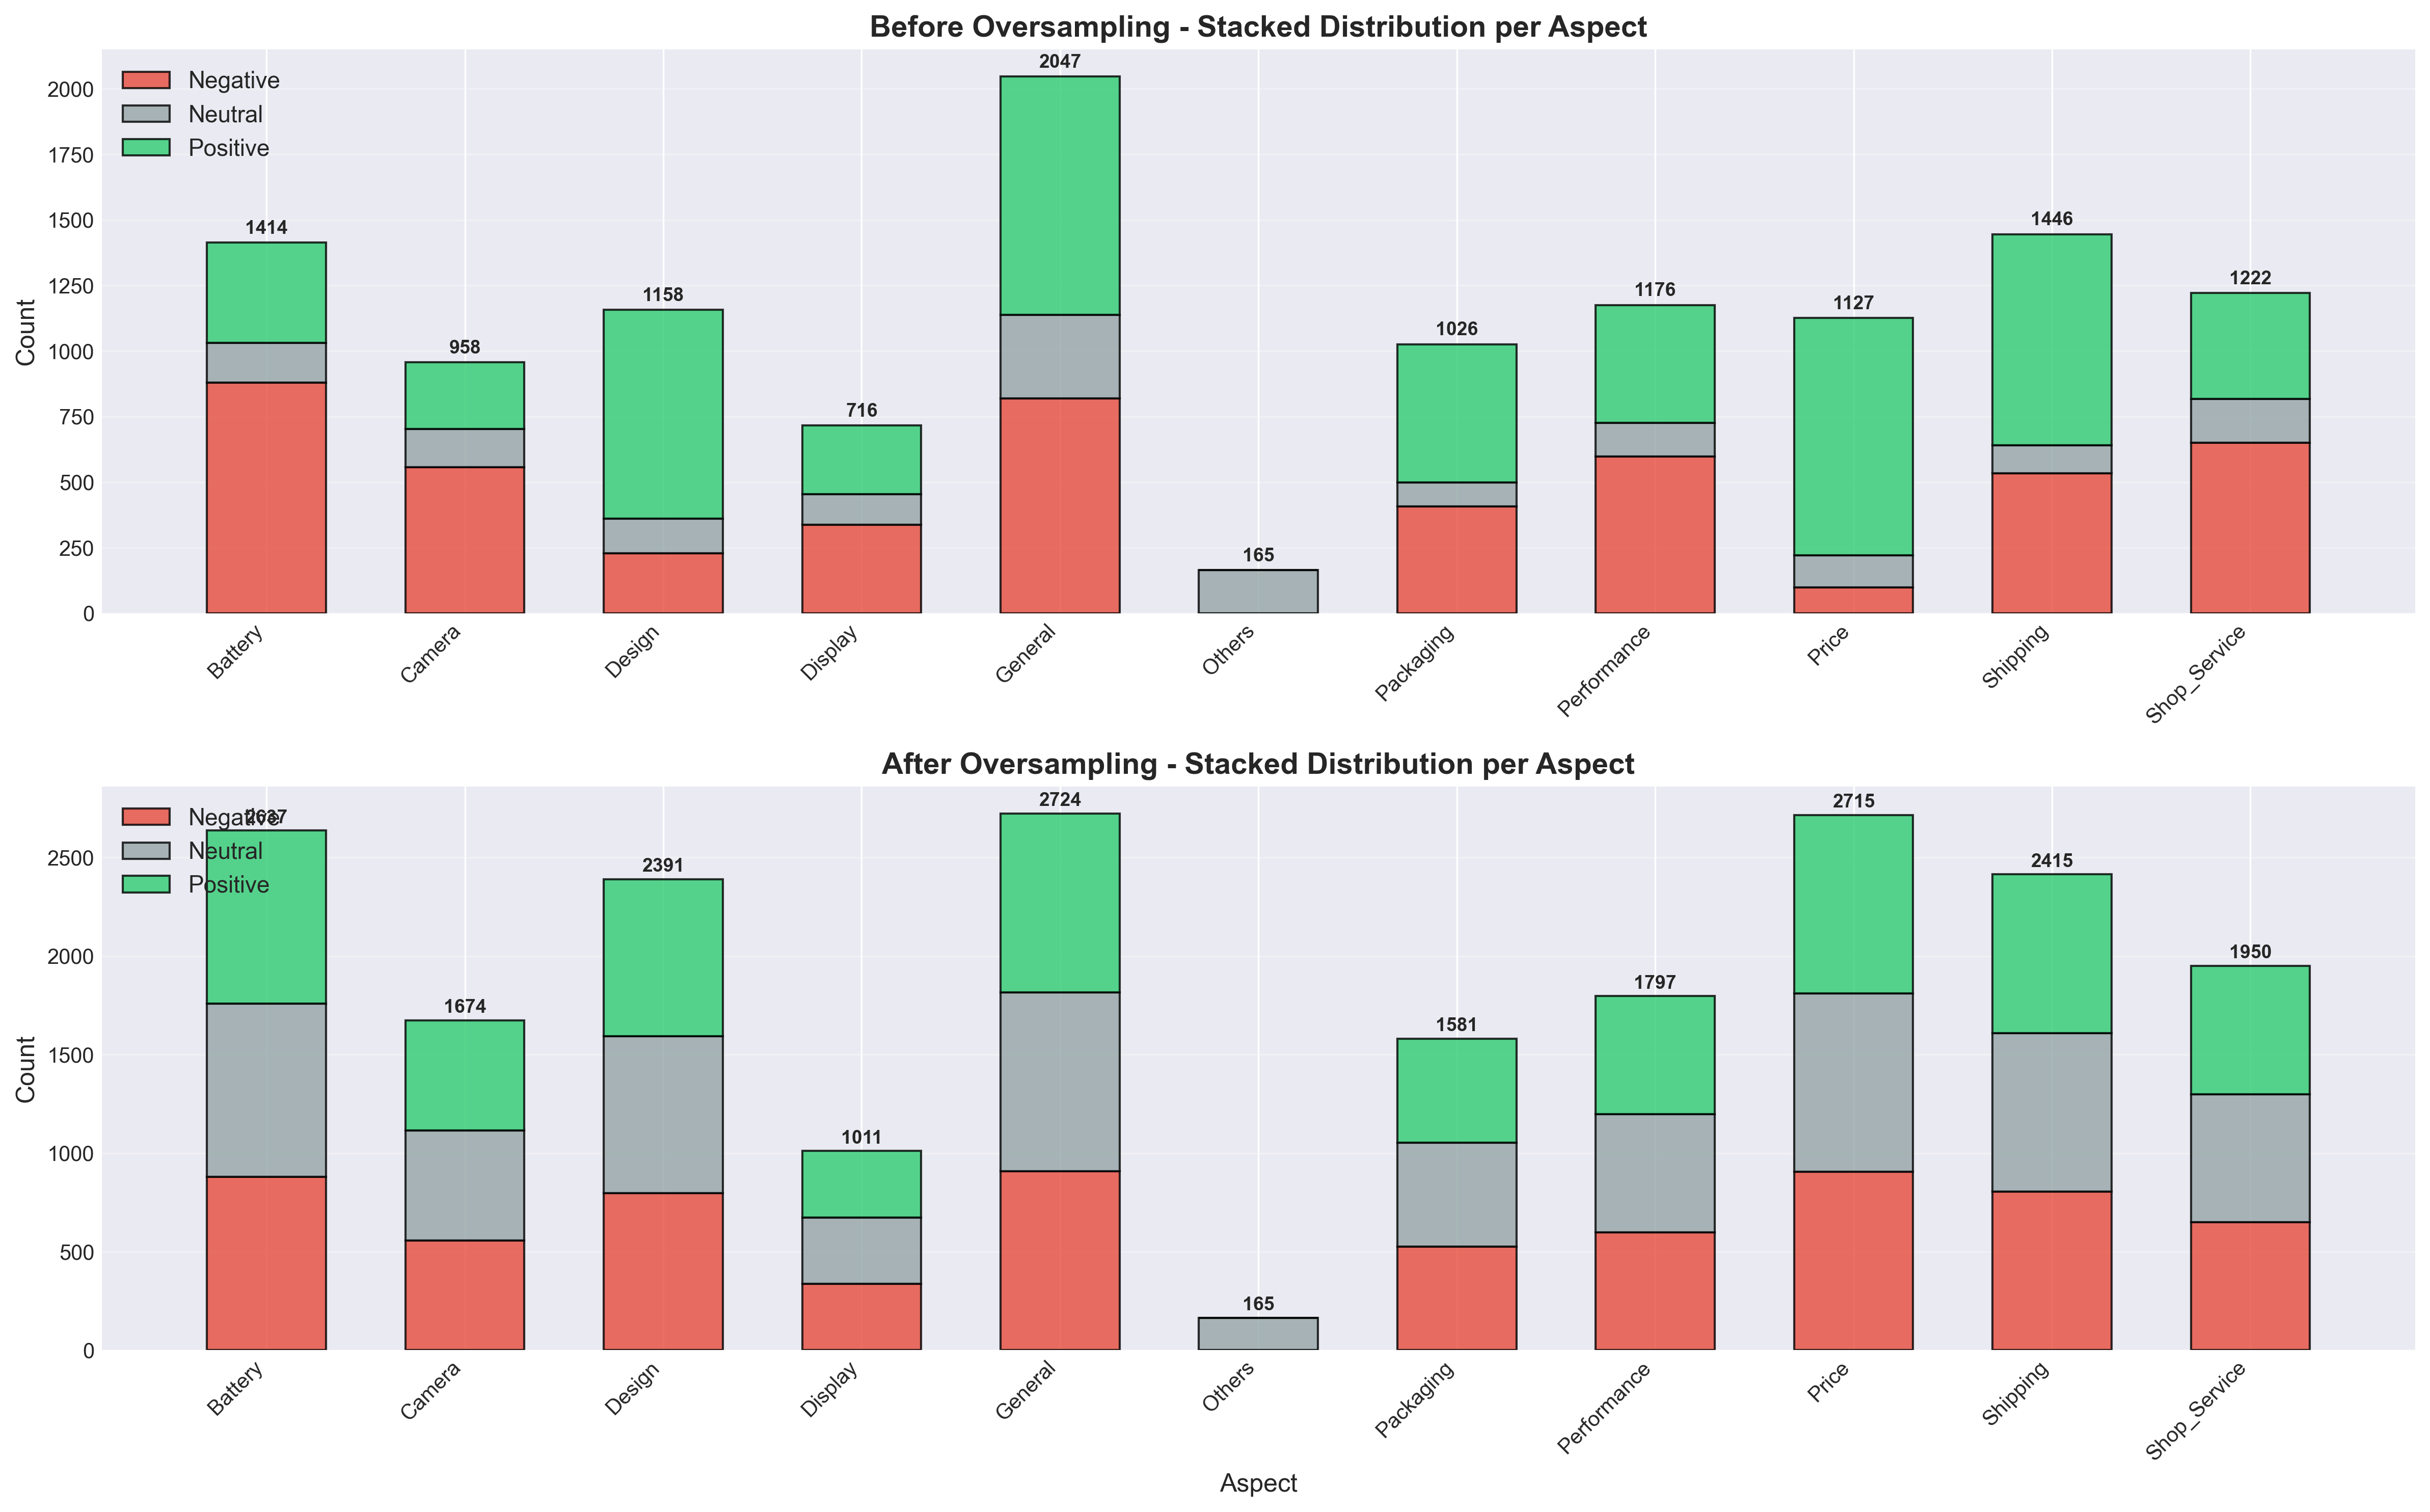 Before Oversampling - Stacked Distribution per Aspect
Negative
Neutral
Positive
Count
2000
1750
1500
1250
1000
750
500
250
0
1414
958
1158
716
2047
165
1026
1176
1127
1446
1222
Battery
Camera
Design
Display
General
Others
Packaging
Performance
Price
Shipping
Shop_Service
After Oversampling - Stacked Distribution per Aspect
Negative
Neutral
Positive
Count
2500
2000
1500
1000
500
0
2637
1674
2391
1011
2724
165
1581
1797
2715
2415
1950
Battery
Camera
Design
Display
General
Others
Packaging
Performance
Price
Shipping
Shop_Service
Aspect